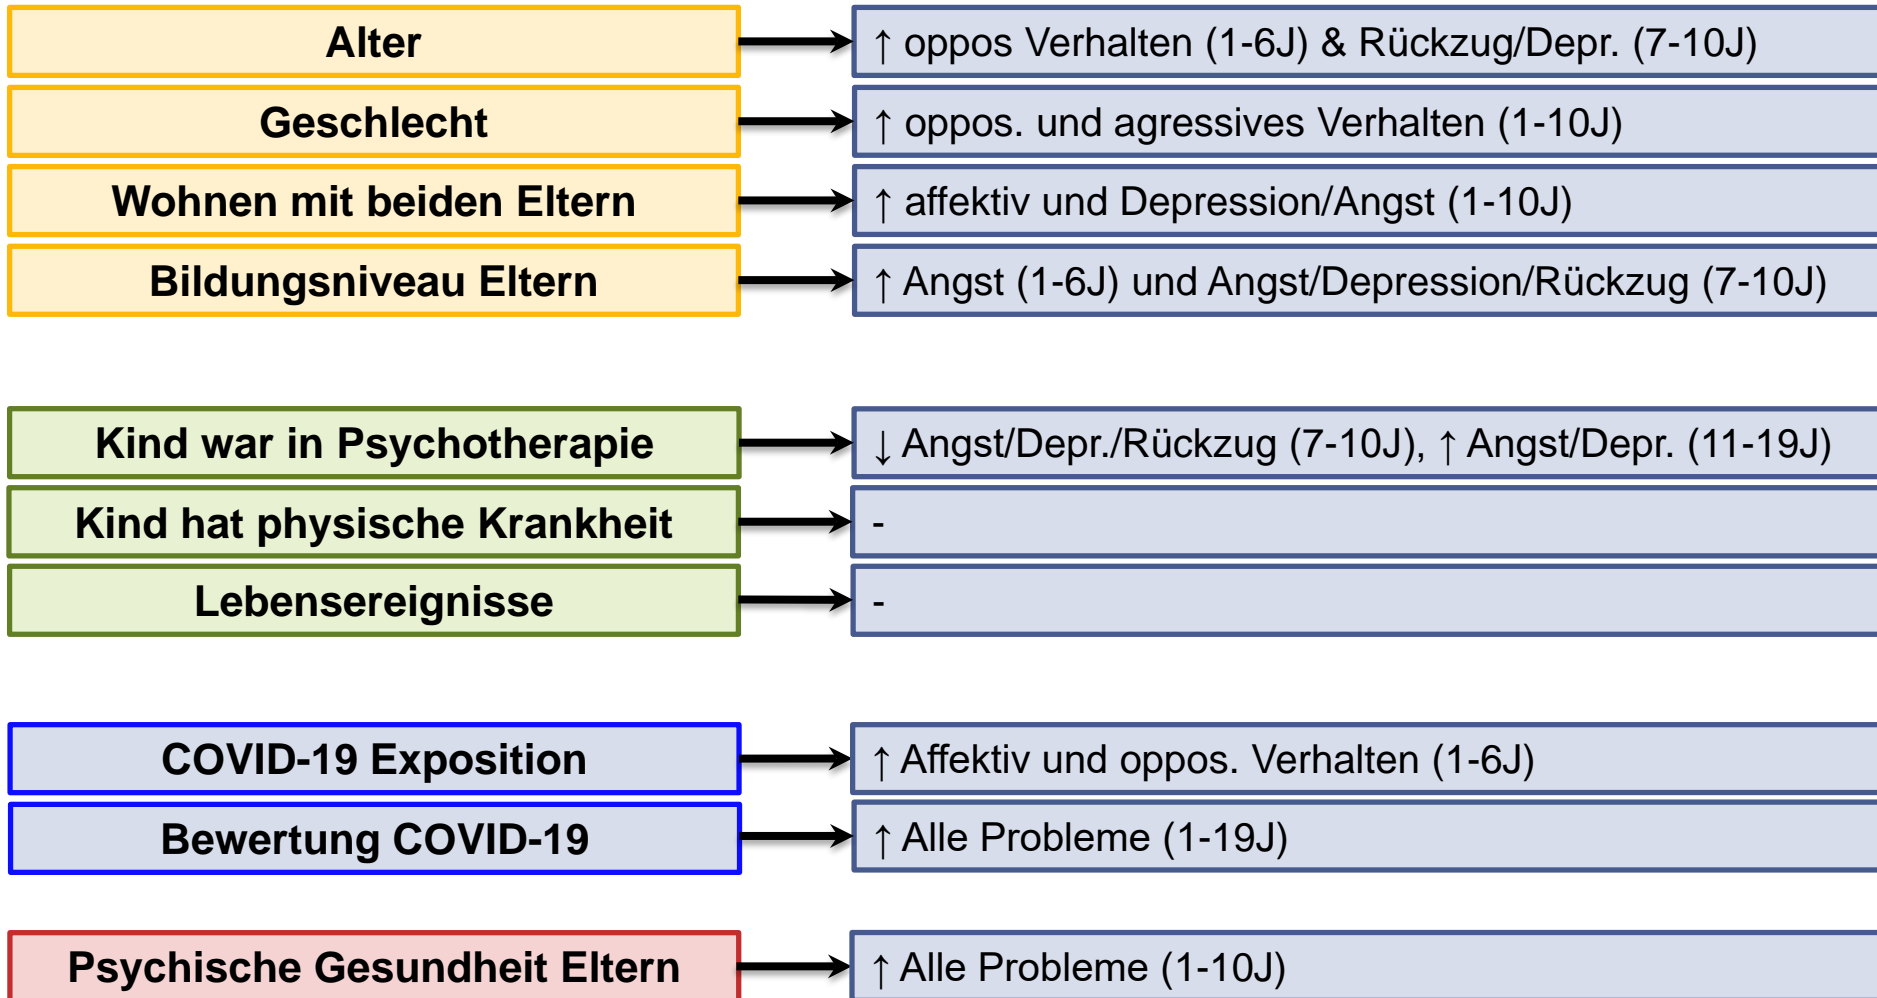 Alter
↑ oppos Verhalten (1-6J) & Rückzug/Depr. (7-10J)
Geschlecht
↑ oppos. und agressives Verhalten (1-10J)
Wohnen mit beiden Eltern
↑ affektiv und Depression/Angst (1-10J)
Bildungsniveau Eltern
↑ Angst (1-6J) und Angst/Depression/Rückzug (7-10J)
Kind war in Psychotherapie
↓ Angst/Depr./Rückzug (7-10J), ↑ Angst/Depr. (11-19J)
Kind hat physische Krankheit
-
Lebensereignisse
-
COVID-19 Exposition
↑ Affektiv und oppos. Verhalten (1-6J)
Bewertung COVID-19
↑ Alle Probleme (1-19J)
Psychische Gesundheit Eltern
↑ Alle Probleme (1-10J)